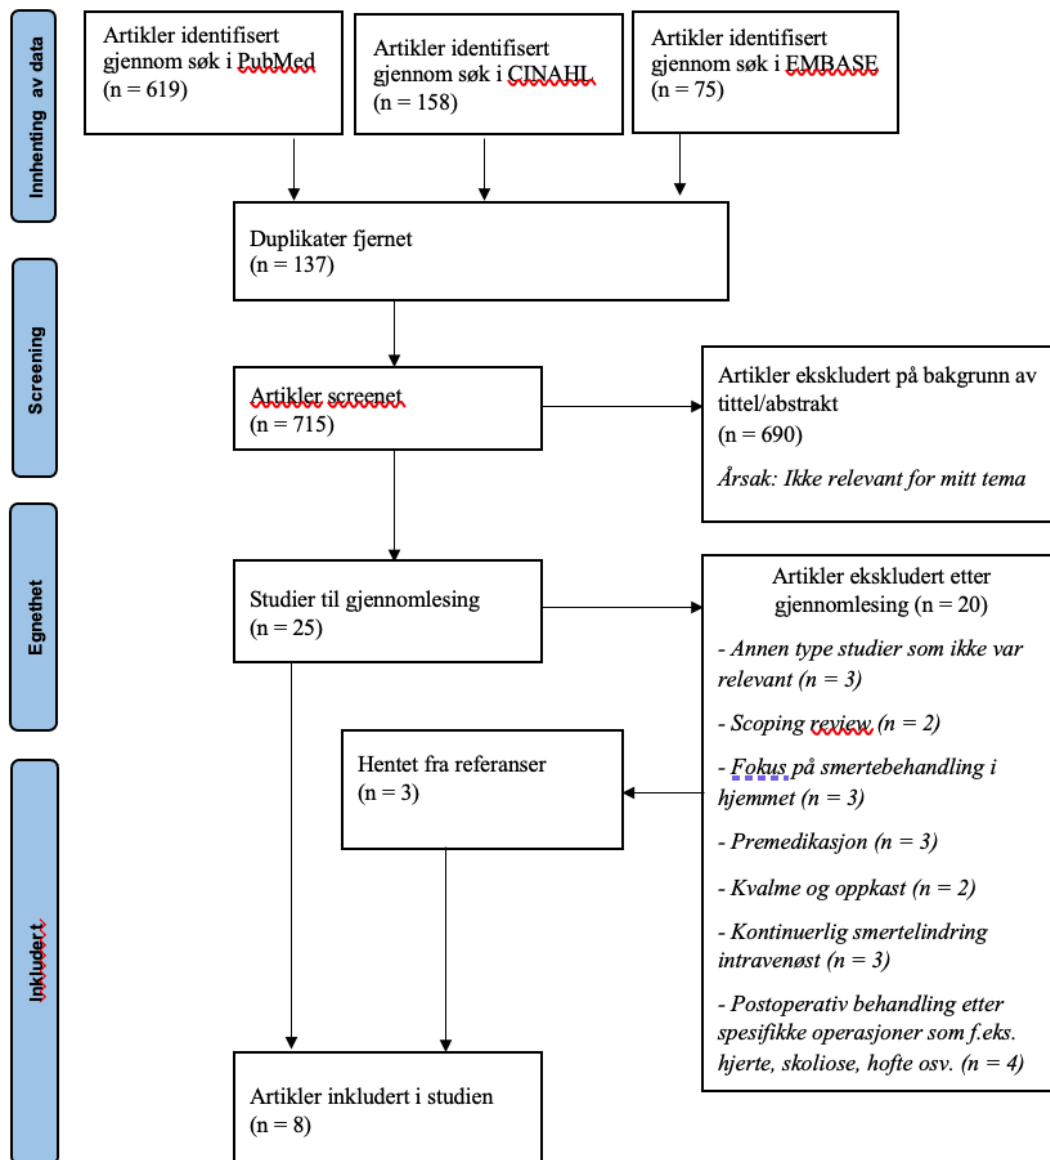 Innhenting av data
Artikler identifisert
gjennom søk i PubMed
(n = 619)
Artikler identifisert
gjennom søk i CINAHL
(n = 158)
Artikler identifisert
gjennom søk i EMBASE
(n = 75)
Duplikater fjernet
(n = 137)
Screening
Artikler screenet
(n = 715)
Artikler ekskludert på bakgrunn av
tittel/abstrakt
(n = 690)
Årsak: Ikke relevant for mitt tema
Egnethet
Studier til gjennomlesing
(n = 25)
Artikler ekskludert etter
gjennomlesing (n = 20)
- Annen type studier som ikke var
relevant (n = 3)
- Scoping review (n = 2)
- Fokus på smertebehandling i
hjemmet (n = 3)
- Premedikasjon (n = 3)
- Kvalme og oppkast (n = 2)
- Kontinuerlig smertelindring
intravenøst (n = 3)
- Postoperativ behandling etter
spesifikke operasjoner som f.eks.
hjerte, skoliose, hofte osv. (n = 4)
Hentet fra referanser
(n = 3)
Inkludert
Artikler inkludert i studien
(n = 8)